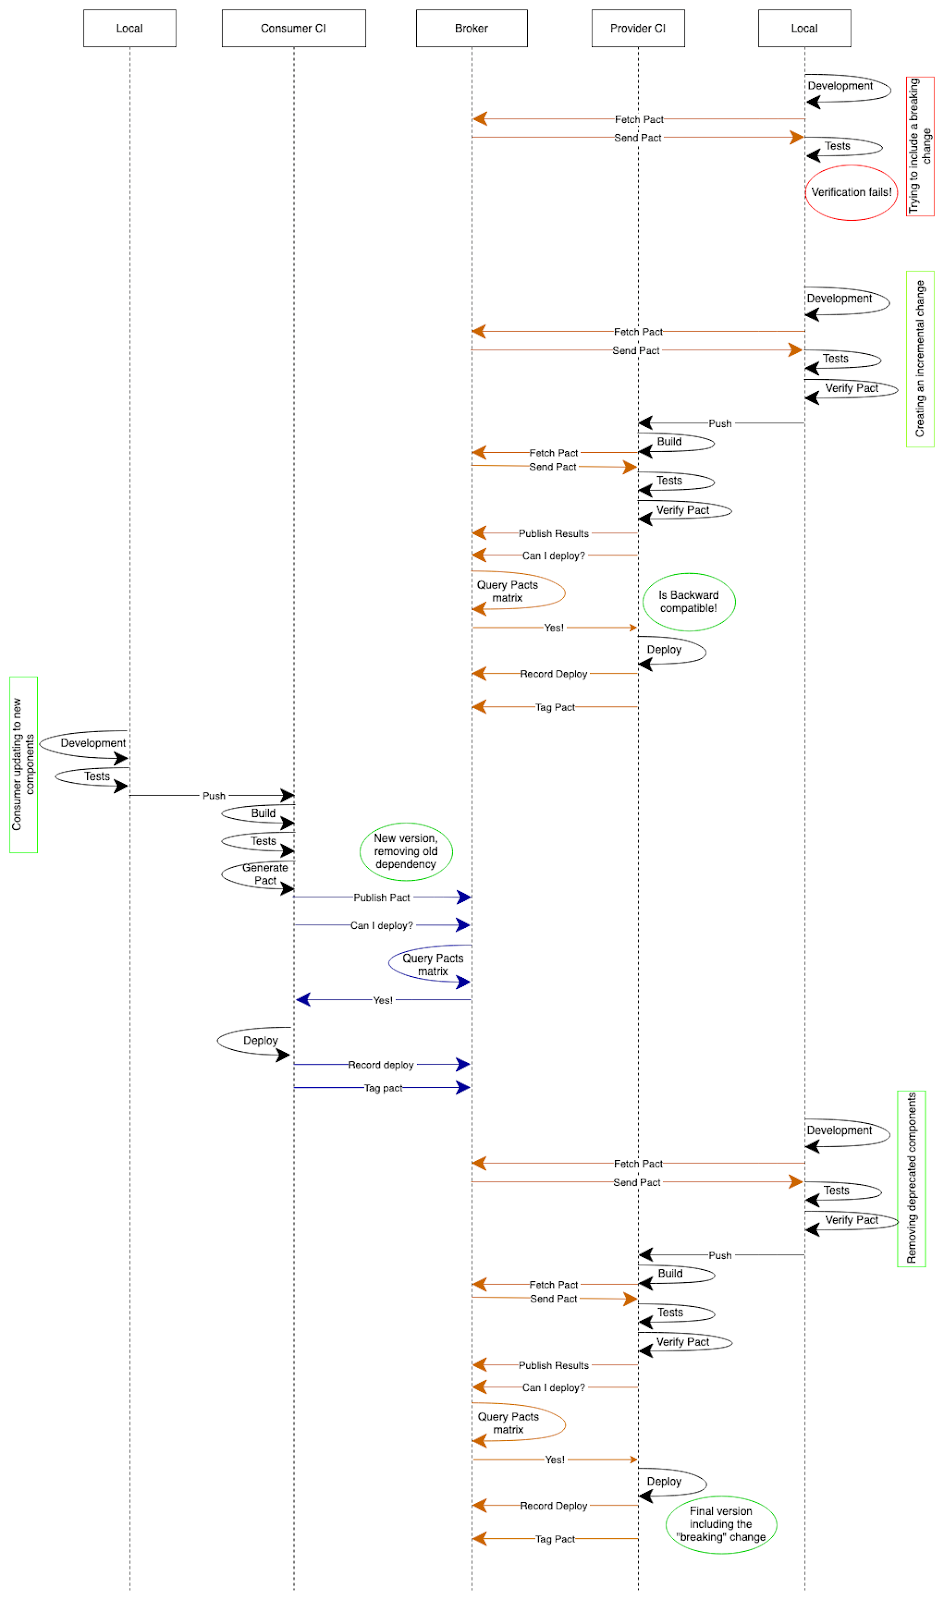 Local
Consumer CI
Broker
Provider CI
Local
Development
Trying to include a breaking
change
Fetch Pact
Send Pact
Tests
Verification fails!
Creating an incremental change
Development
Fetch Pact
Send Pact
Tests
Verify Pact
Push
Build
Fetch Pact
Send Pact
Tests
Verify Pact
Publish Results
Can I deploy?
Query Pacts
matrix
Is Backward
compatible!
Yes!
Deploy
Record Deploy
Tag Pact
Consumer updating to new
components
Development
Tests
Push
Build
Tests
New version,
removing old
dependency
Generate
Pact
Publish Pact
Can I deploy?
Query Pacts
matrix
Yes!
Deploy
Record deploy
Tag pact
Removing deprecated components
Development
Fetch Pact
Send Pact
Tests
Verify Pact
Push
Build
Fetch Pact
Send Pact
Tests
Verify Pact
Publish Results
Can I deploy?
Query Pacts
matrix
Yes!
Deploy
Record Deploy
Final version
including the
"breaking" change
Tag Pact